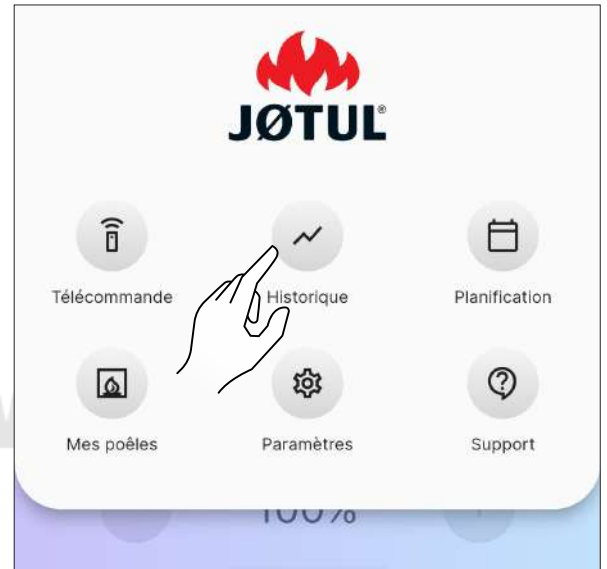 JØTUL®
Télécommande Historique Planification
Mes poêles Paramètres Support
100%